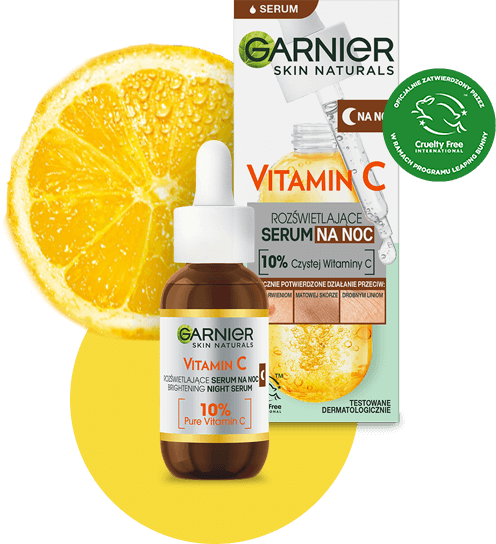 SERUM
GARNIER
SKIN NATURALS
NA
VITAMIN C
ROZŚWIETLAJĄCE
SERUM NA NOC
10% Czystej Witaminy C
POTWIERDZONE DZIAŁANIE PRZECIW:
MATOWEJ SKÓRZE DROBNYM LINIOM
TM
Free
TESTOWANE
DERMATOLOGICZNIE
OFICJALNIE ZATWIERDZONY PRZEZ
Cruelty Free
INTERNATIONAL
W RAMACH PROGRAMU LEAPING BUNNY
GARNIER
SKIN NATURALS
VITAMIN C
ROZŚWIETLAJĄCE SERUM NA NOC
BRIGHTENING NIGHT SERUM
10%
Pure Vitamin C